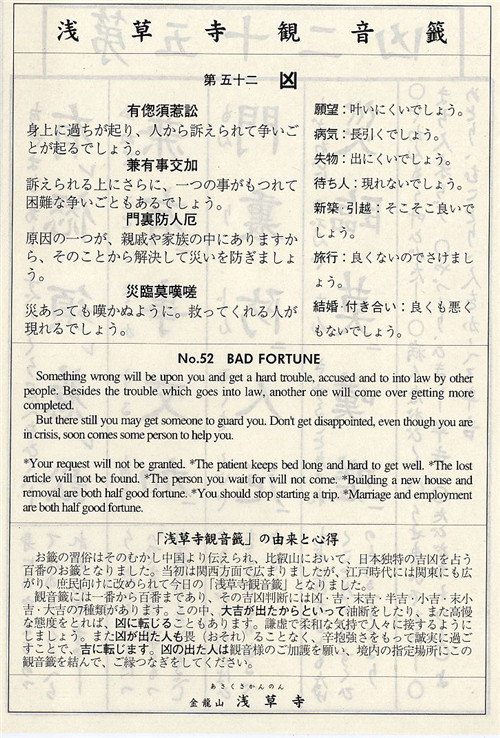 浅草寺観音籤
第五十二 凶
有偬須惹訟
身上に過ちが起り、人から訴えられて争いご
とが起るでしょう。
兼有事交加
訴えられる上にさらに、一つの事がもつれて
困難な争いごともあるでしょう。
門裏防人厄
原因の一つが、親戚や家族の中にありますか
ら、そのことから解決して災いを防ぎましょ
う。
災臨莫嘆嗟
災あっても嘆かぬように。救ってくれる人が
現れるでしょう。
願望：叶いにくいでしょう。
病気：長引くでしょう。
失物：出にくいでしょう。
待ち人：現れないでしょう。
新築・引越：そこそこ良いで
しょう。
旅行：良くないのでさけまし
ょう。
結婚・付き合い：良くも悪く
もないでしょう。
No.52 BAD FORTUNE
Something wrong will be upon you and get a hard trouble, accused and to into law by other
people. Besides the trouble which goes into law, another one will come over getting more
completed.
But there still you may get someone to guard you. Don't get disappointed, even though you are
in crisis, soon comes some person to help you.
*Your request will not be granted. *The patient keeps bed long and hard to get well. *The lost
article will not be found. *The person you wait for will not come. *Building a new house and
removal are both half good fortune. *You should stop starting a trip. *Marriage and employment
are both half good fortune.
「浅草寺観音籤」の由来と心得
お籤の習俗はそのむかし中国より伝えられ、比叡山において、日本独特の吉凶を占う
百番のお籤となりました。当初は関西方面で広まりましたが、江戸時代には関東にも広
がり、庶民向けに改められて今日の「浅草寺観音籤」となりました。
観音籤には一番から百番まであり、その吉凶判断には凶・吉・末吉・半吉・小吉・末小
吉・大吉の7種類があります。この中、大吉が出たからといって油断をしたり、また高慢
な態度をとれば、凶に転じることもあります。謙虚で柔和な気持で人々に接するように
しましょう。また凶が出た人も畏（おそれ）ることなく、辛抱強さをもって誠実に過ご
すことで、吉に転じます。凶の出た人は観音様のご加護を願い、境内の指定場所にこの
観音籤を結んで、ご縁つなぎをしてください。
あさくさかんのん
金龍山 浅草寺